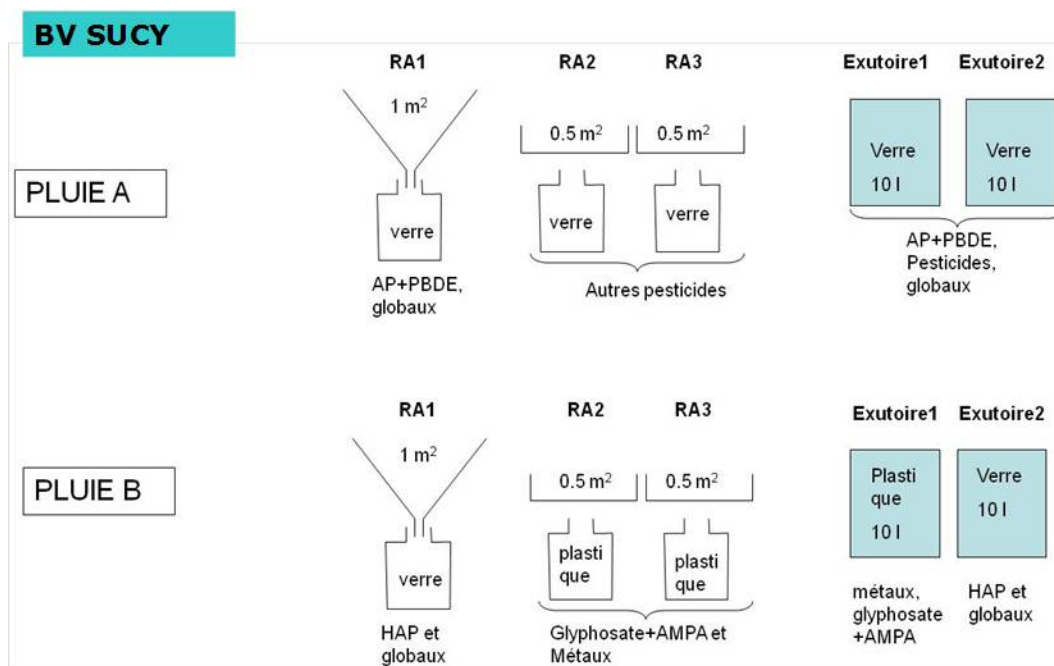 BV SUCY
RA1
RA2
RA3
Exutoire1
Exutoire2
PLUIE A
1 m²
0.5 m²
0.5 m²
verre
verre
verre
Verre
10 l
Verre
10 l
AP+PBDE,
globaux
Autres pesticides
AP+PBDE,
Pesticides,
globaux
RA1
RA2
RA3
Exutoire1
Exutoire2
PLUIE B
1 m²
0.5 m²
0.5 m²
verre
plasti
que
plasti
que
Plasti
que
10 l
Verre
10 l
HAP et
globaux
Glyphosate+AMPA et
Métaux
métaux,
glyphosate
+AMPA
HAP et
globaux